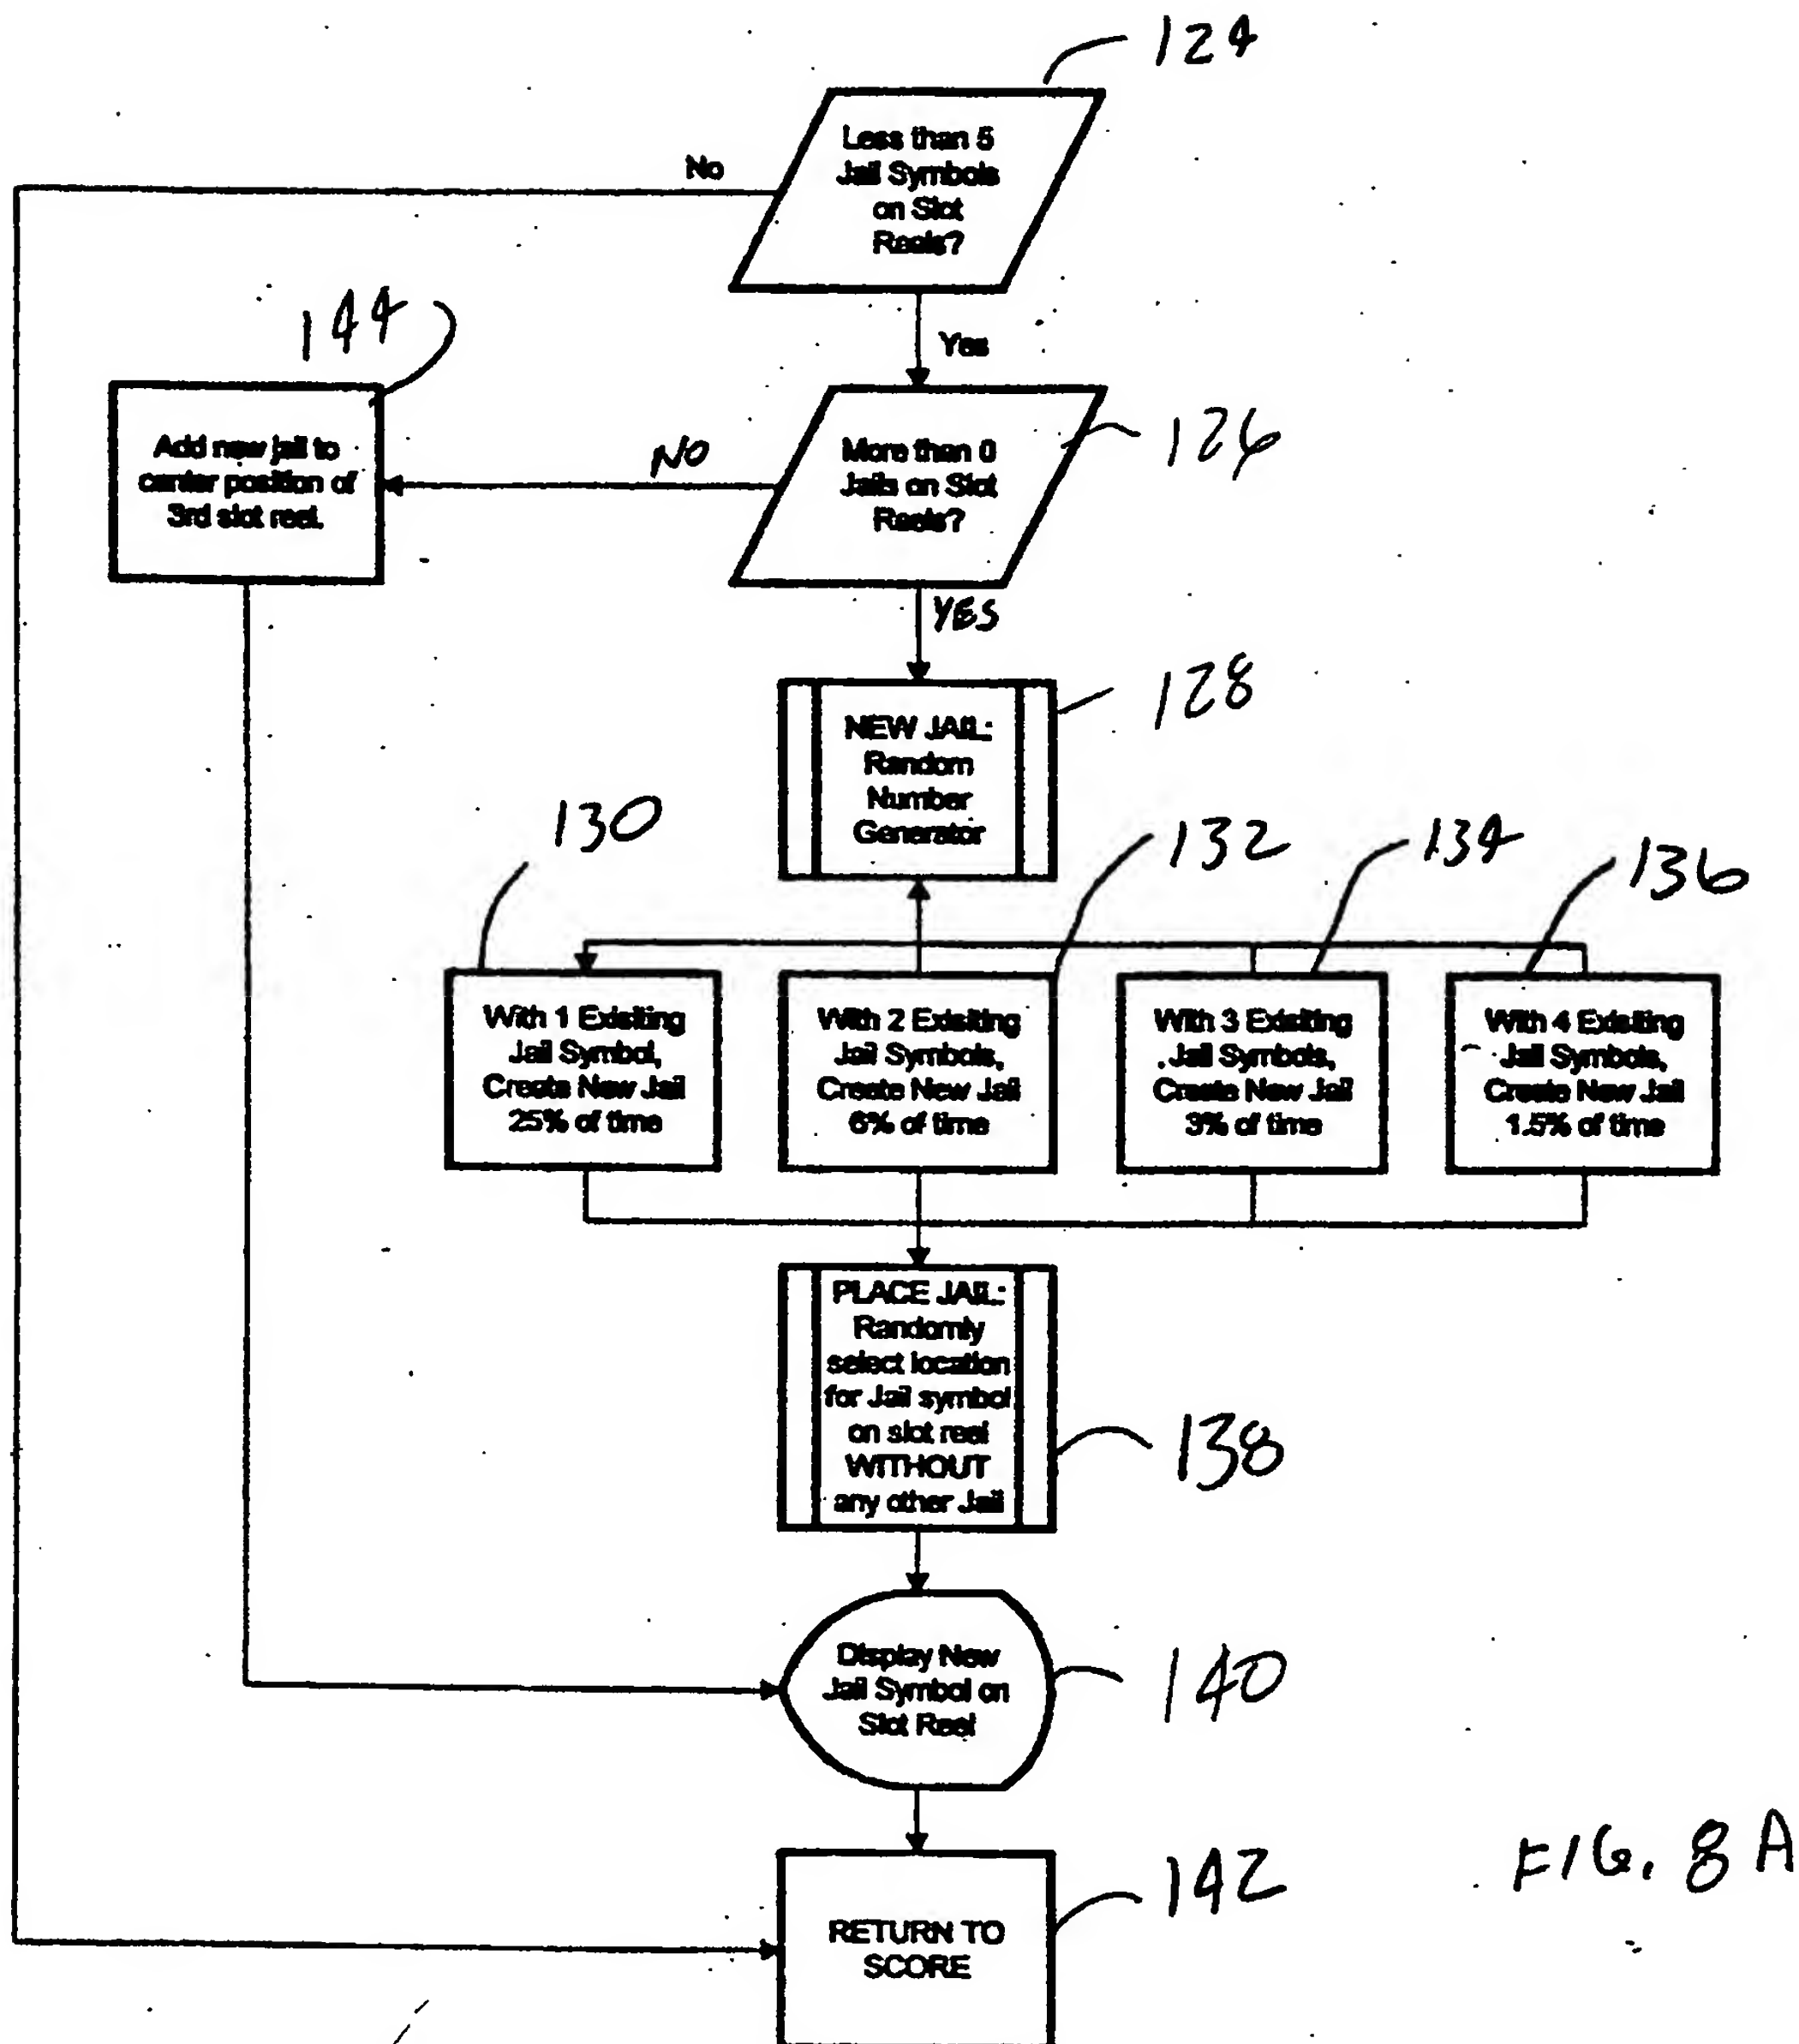 124
Less than 5
Jail Symbols
on Slot
Reels?
No
Yes
144
Add new jail to
center position of
3rd slot reel.
NO
More than 0
Jails on Slot
Reels?
126
YES
128
NEW JAIL:
Random
Number
Generator
130
132
134
136
With 1 Exisiting
Jail Symbol,
Create New Jail
25% of time
With 2 Exisiting
Jail Symbols,
Create New Jail
6% of time
With 3 Exisiting
Jail Symbols,
Create New Jail
3% of time
With 4 Exisiting
Jail Symbols,
Create New Jail
1.5% of time
PLACE JAIL:
Randomly
select location
for Jail symbol
on slot reel
WITHOUT
any other Jail
138
Display New
Jail Symbol on
Slot Reel
140
RETURN TO
SCORE
142
FIG. 8A